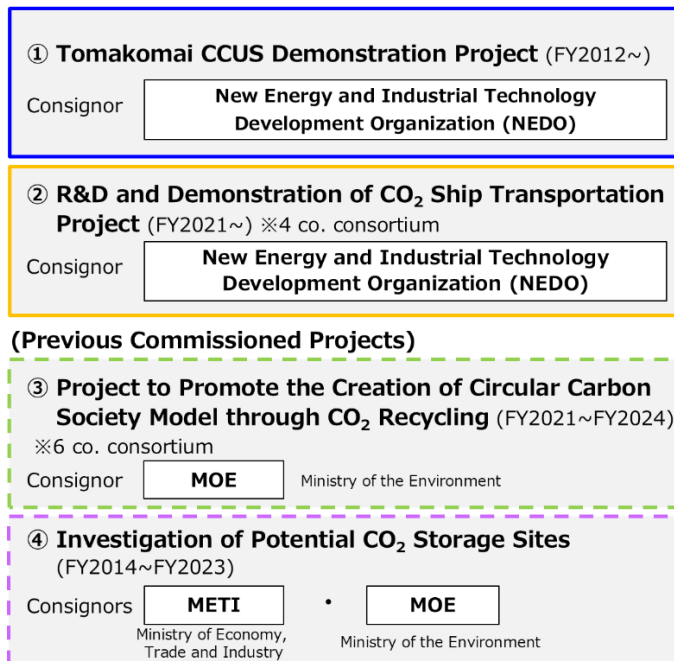 ① Tomakomai CCUS Demonstration Project (FY2012~)
Consignor
New Energy and Industrial Technology
Development Organization (NEDO)
② R&D and Demonstration of CO₂ Ship Transportation
Project (FY2021~) ※4 co. consortium
Consignor
New Energy and Industrial Technology
Development Organization (NEDO)
(Previous Commissioned Projects)
③ Project to Promote the Creation of Circular Carbon
Society Model through CO₂ Recycling (FY2021~FY2024)
※6 co. consortium
Consignor MOE Ministry of the Environment
④ Investigation of Potential CO₂ Storage Sites
(FY2014~FY2023)
Consignors METI ・ MOE
Ministry of Economy,
Trade and Industry
Ministry of the Environment